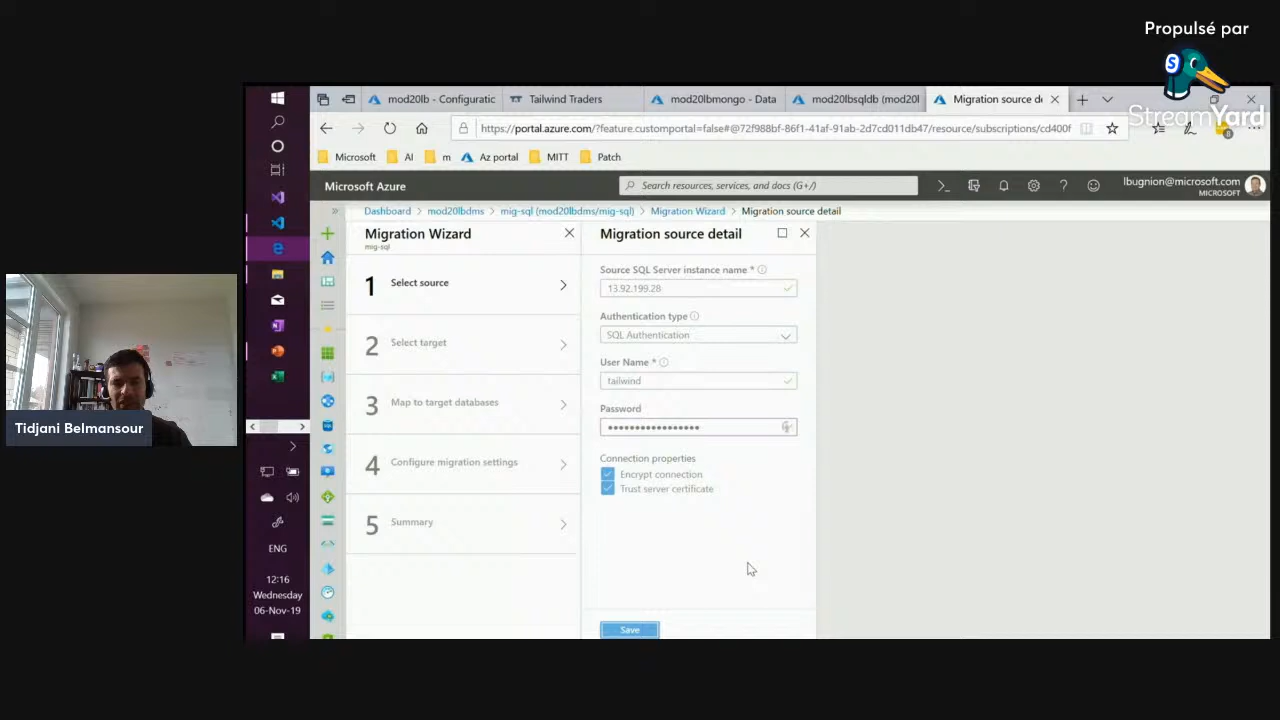 Propulsé par
StreamYard
mod20lb - Configuratic
Tailwind Traders
mod20lbmongo - Data
mod20lbsqldb (mod20l
Migration source de
https://portal.azure.com/?feature.customportal=false#@72f988bf-86f1-41af-91ab-2d7cd011db47/resource/subscriptions/cd400f
Microsoft
AI
m
Az portal
MITT
Patch
Microsoft Azure
Search resources, services, and docs (G+/)
lbugnion@microsoft.com
MICROSOFT
Dashboard > mod20lbdms > mig-sql (mod20lbdms/mig-sql) > Migration Wizard > Migration source detail
Migration Wizard
mig-sql
1 Select source
2 Select target
3 Map to target databases
4 Configure migration settings
5 Summary
Migration source detail
Source SQL Server instance name *
13.92.199.28
Authentication type
SQL Authentication
User Name *
tailwind
Password
Connection properties
Encrypt connection
Trust server certificate
Save
Tidjani Belmansour
ENG
12:16
Wednesday
06-Nov-19